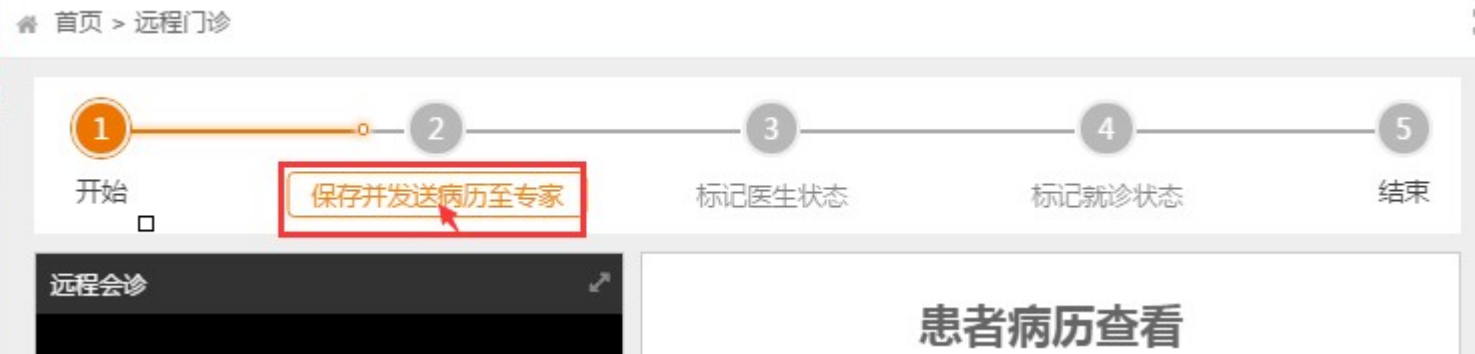 首页 > 远程门诊
1 2 3 4 5
开始 保存并发送病历至专家 标记医生状态 标记就诊状态 结束
远程会诊
患者病历查看